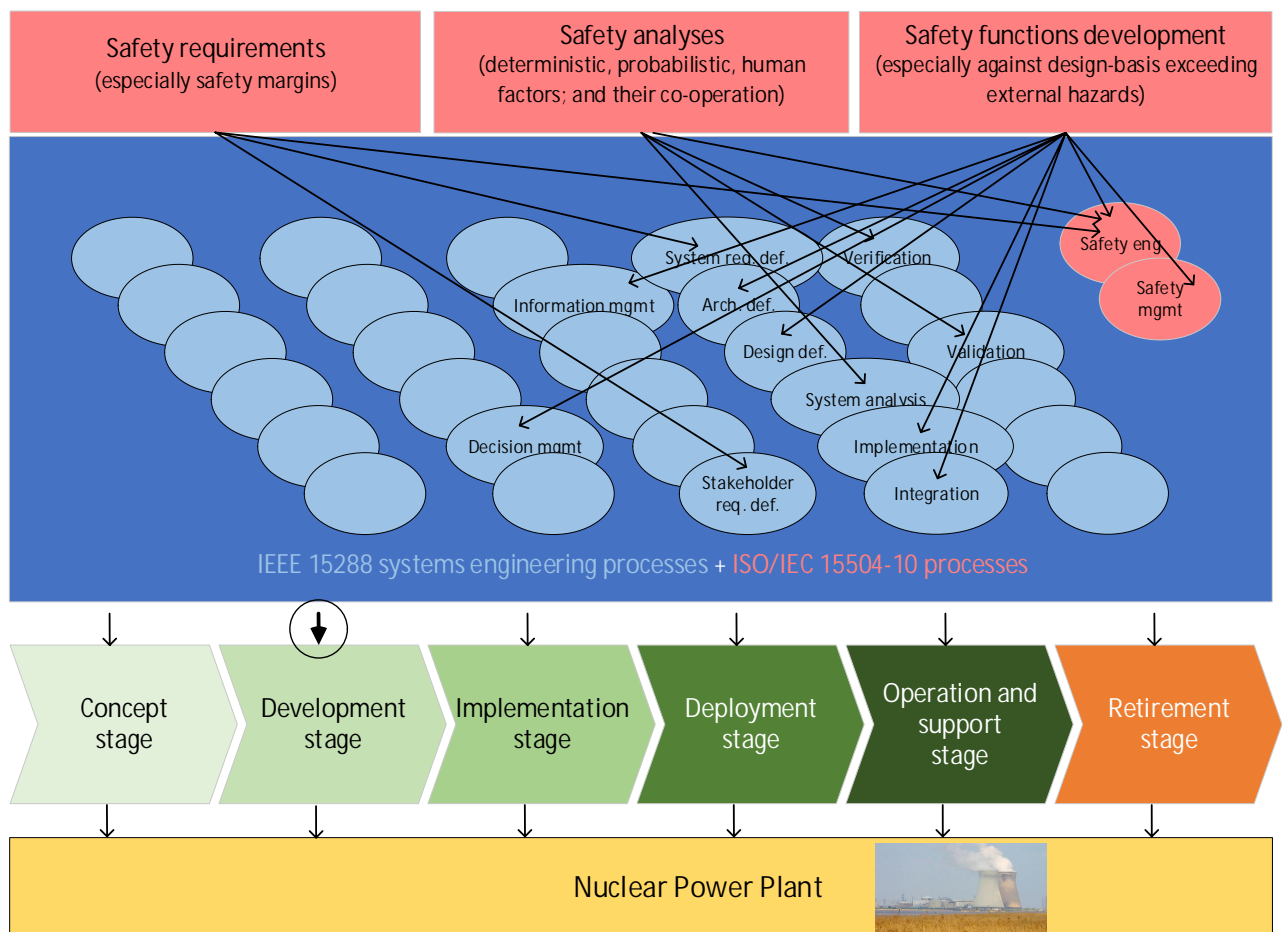 Safety requirements
(especially safety margins)
Safety analyses
(deterministic, probabilistic, human
factors; and their co-operation)
Safety functions development
(especially against design-basis exceeding
external hazards)
System req. def.
Verification
Safety eng
Information mgmt
Arch. def.
Safety
mgmt
Design def.
Validation
System analysis
Decision mgmt
Implementation
Stakeholder
req. def.
Integration
IEEE 15288 systems engineering processes + ISO/IEC 15504-10 processes
Concept
stage
Development
stage
Implementation
stage
Deployment
stage
Operation and
support
stage
Retirement
stage
Nuclear Power Plant